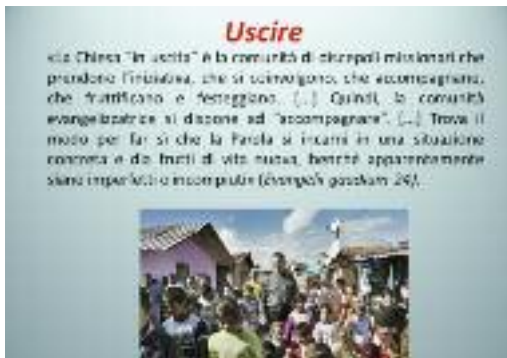 Uscire
«La Chiesa "in uscita" è la comunità di discepoli missionari che
prendono l'iniziativa, che si coinvolgono, che accompagnano,
che fruttificano e festeggiano. [...] Quindi, la comunità
evangelizzatrice si dispone ad "accompagnare". [...] Trova il
modo per far sì che la Parola si incarni in una situazione
concreta e dia frutti di vita nuova, benché apparentemente
siano imperfetti o incompiuti» (Evangelii gaudium 24).